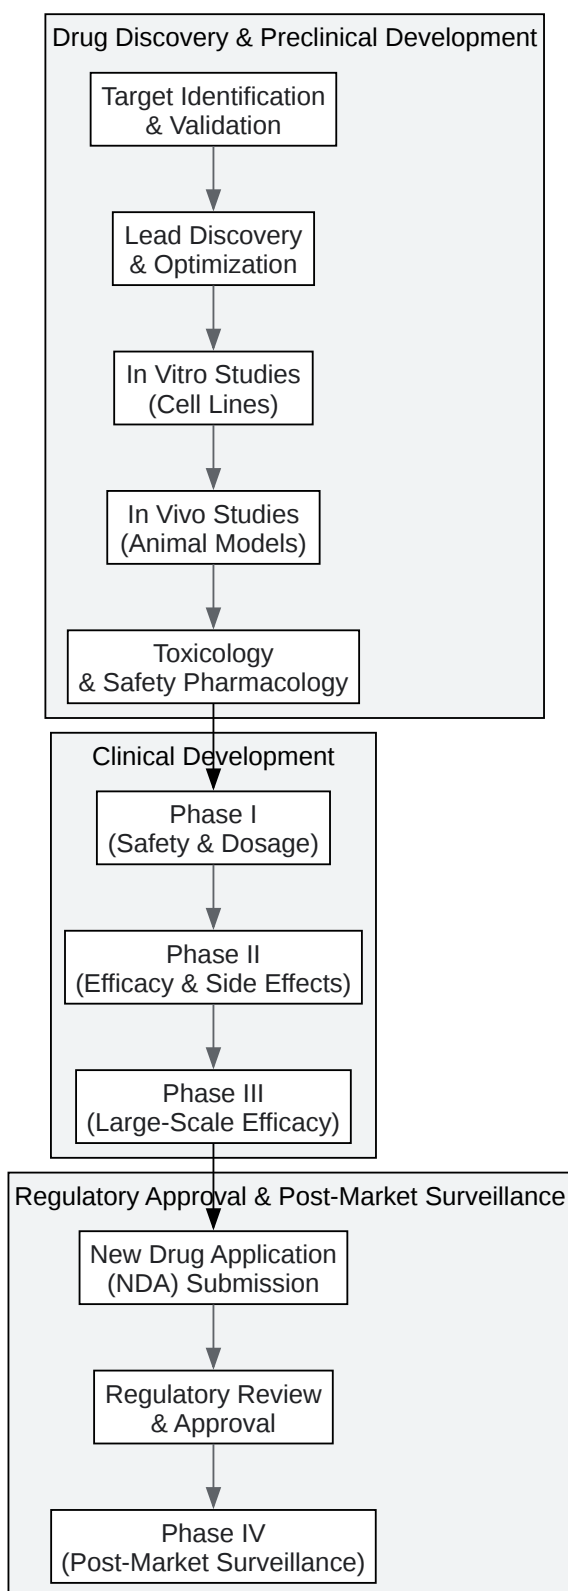 Drug Discovery & Preclinical Development
Target Identification
& Validation
Lead Discovery
& Optimization
In Vitro Studies
(Cell Lines)
In Vivo Studies
(Animal Models)
Toxicology
& Safety Pharmacology
Clinical Development
Phase I
(Safety & Dosage)
Phase II
(Efficacy & Side Effects)
Phase III
(Large-Scale Efficacy)
Regulatory Approval & Post-Market Surveillance
New Drug Application
(NDA) Submission
Regulatory Review
& Approval
Phase IV
(Post-Market Surveillance)